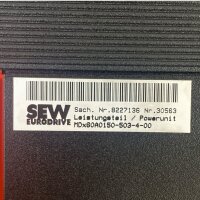 SEW
EURODRIVE
Sach. Nr.8227136 Nr.30563
Leistungsteil / Powerunit
MDx60A0150-503-4-00